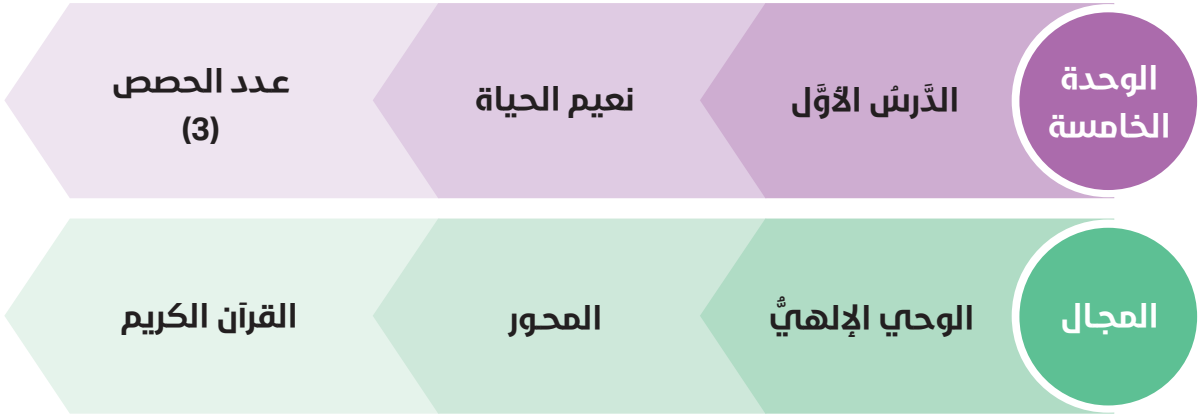 الوحدة
الخامسة
الدَّرسُ الأوَّل
نعيم الحياة
عدد الحصص
(3)
المجال
الوحي الإلهيُّ
المحور
القرآن الكريم